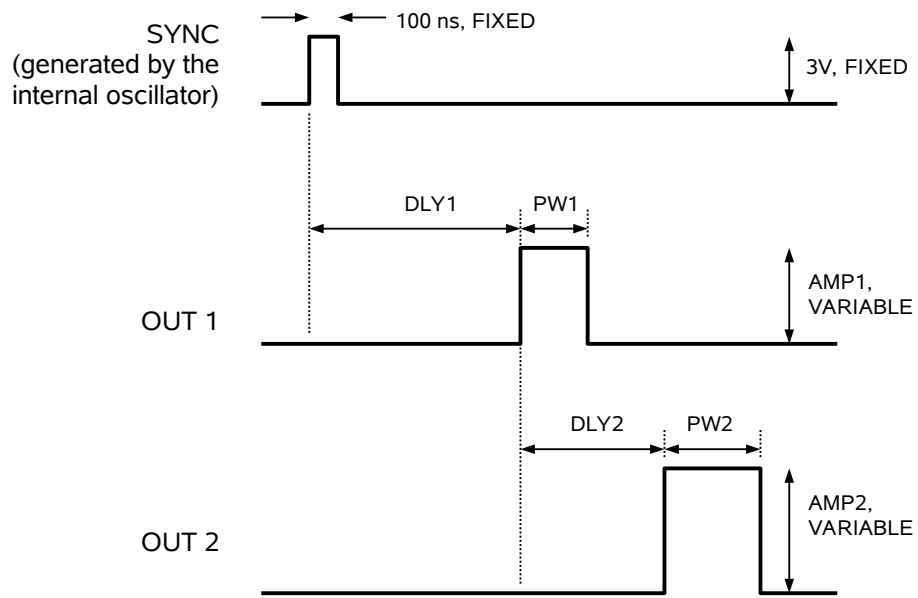 100 ns, FIXED
SYNC
(generated by the
internal oscillator)
3V, FIXED
DLY1
PW1
AMP1,
VARIABLE
OUT 1
DLY2
PW2
AMP2,
VARIABLE
OUT 2